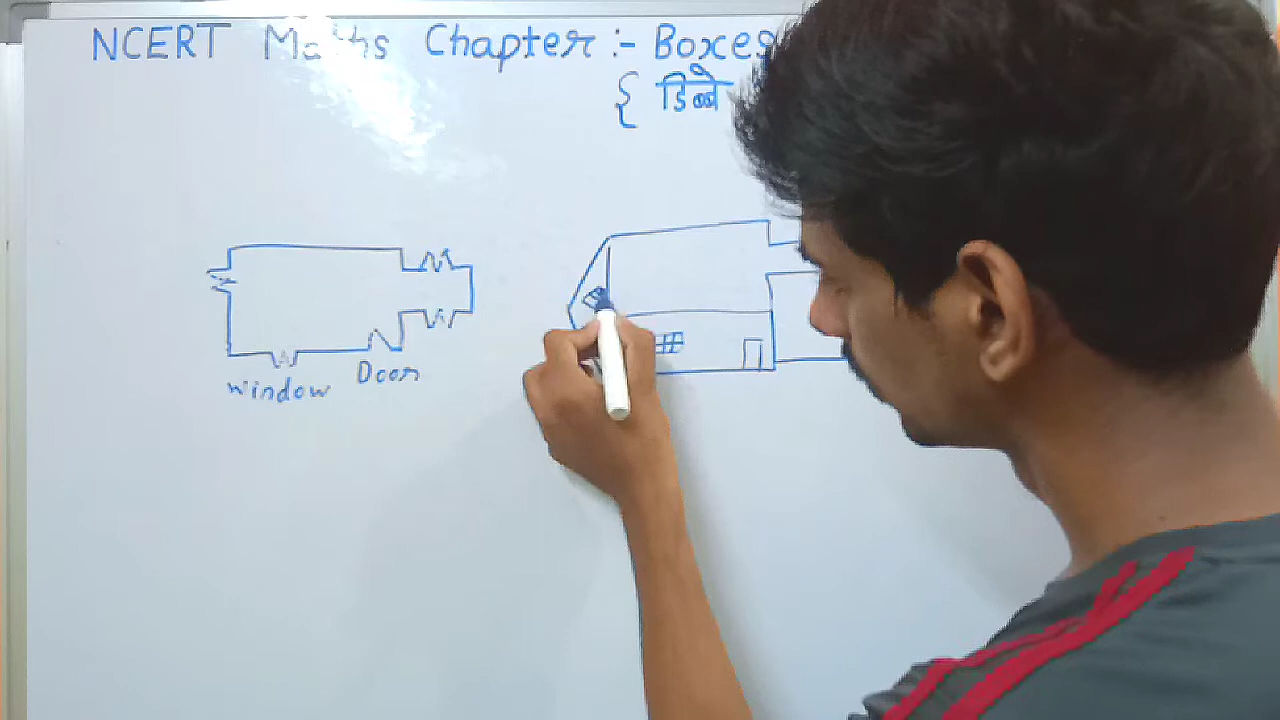 NCERT Maths Chapter :- Boxes
{ डिब्बे
Door
Window